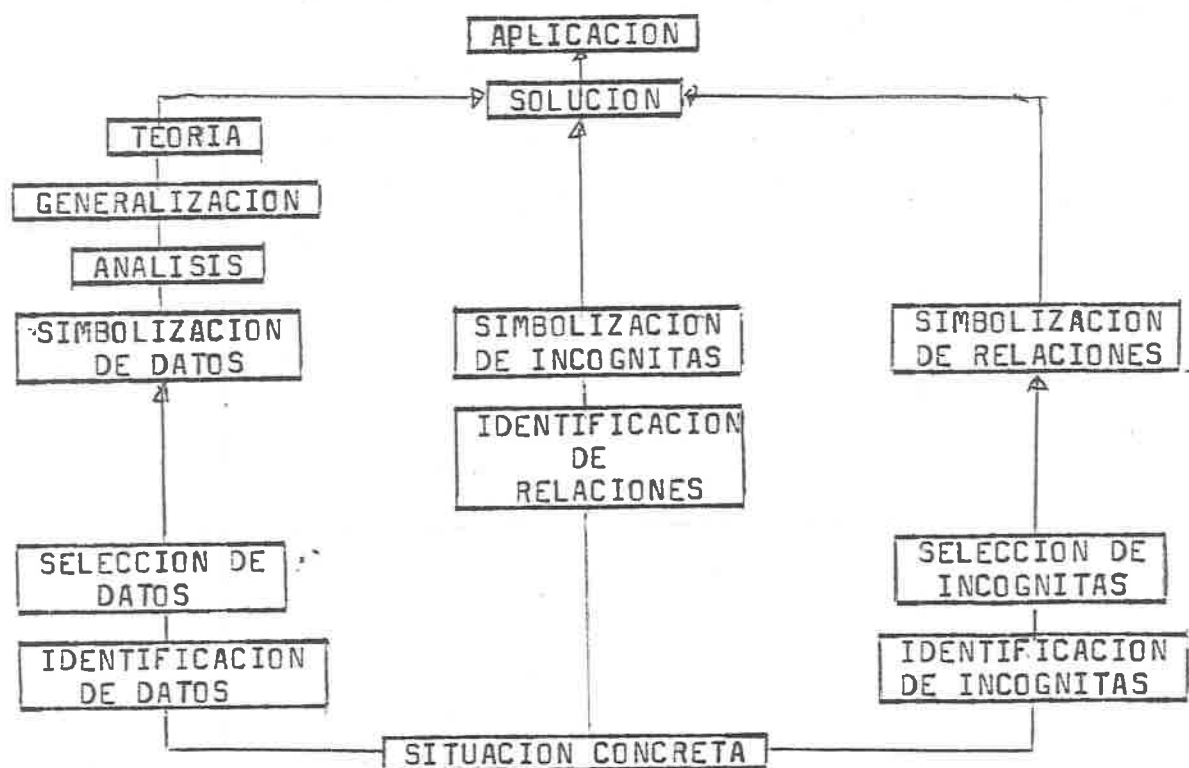 APLICACION
SOLUCION
TEORIA
GENERALIZACION
ANALISIS
SIMBOLIZACION
DE DATOS
SIMBOLIZACION
DE INCOGNITAS
SIMBOLIZACION
DE RELACIONES
IDENTIFICACION
DE
RELACIONES
SELECCION DE
DATOS
SELECCION DE
INCOGNITAS
IDENTIFICACION
DE DATOS
IDENTIFICACION
DE INCOGNITAS
SITUACION CONCRETA